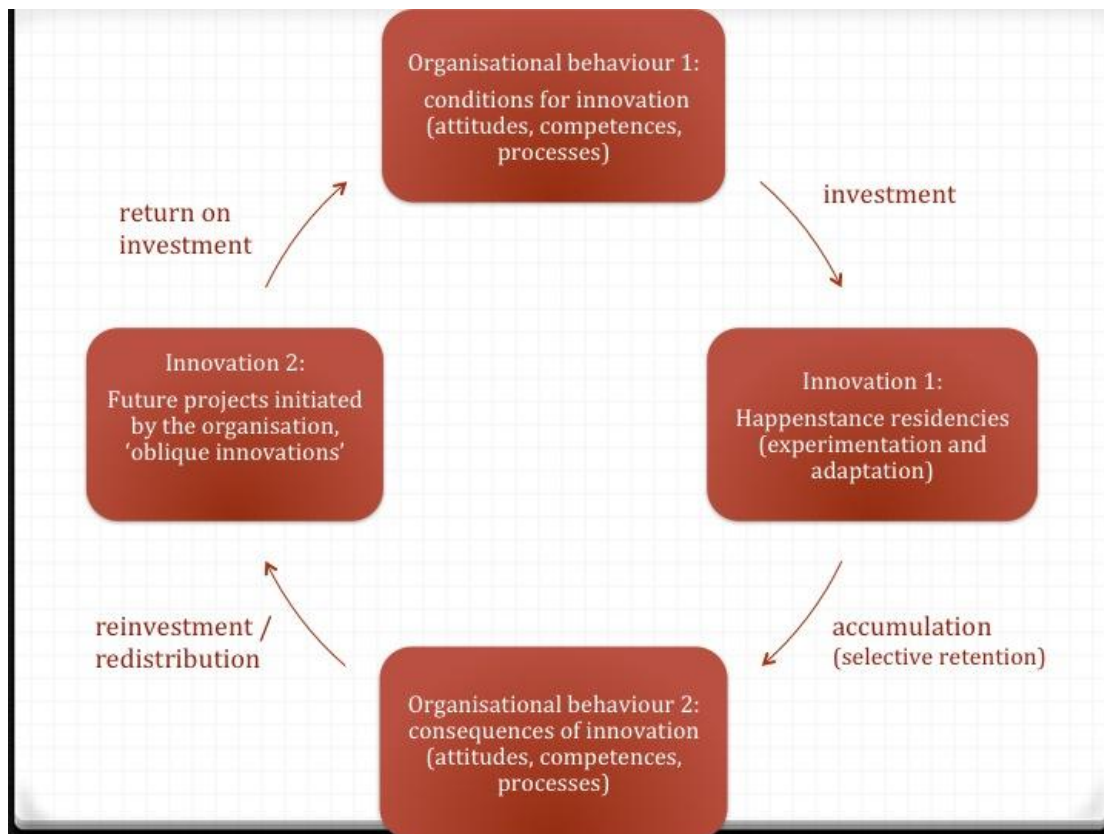 Organisational behaviour 1:
conditions for innovation
(attitudes, competences,
processes)
investment
Innovation 1:
Happenstance residencies
(experimentation and
adaptation)
accumulation
(selective retention)
Organisational behaviour 2:
consequences of innovation
(attitudes, competences,
processes)
reinvestment /
redistribution
Innovation 2:
Future projects initiated
by the organisation,
‘oblique innovations’
return on
investment